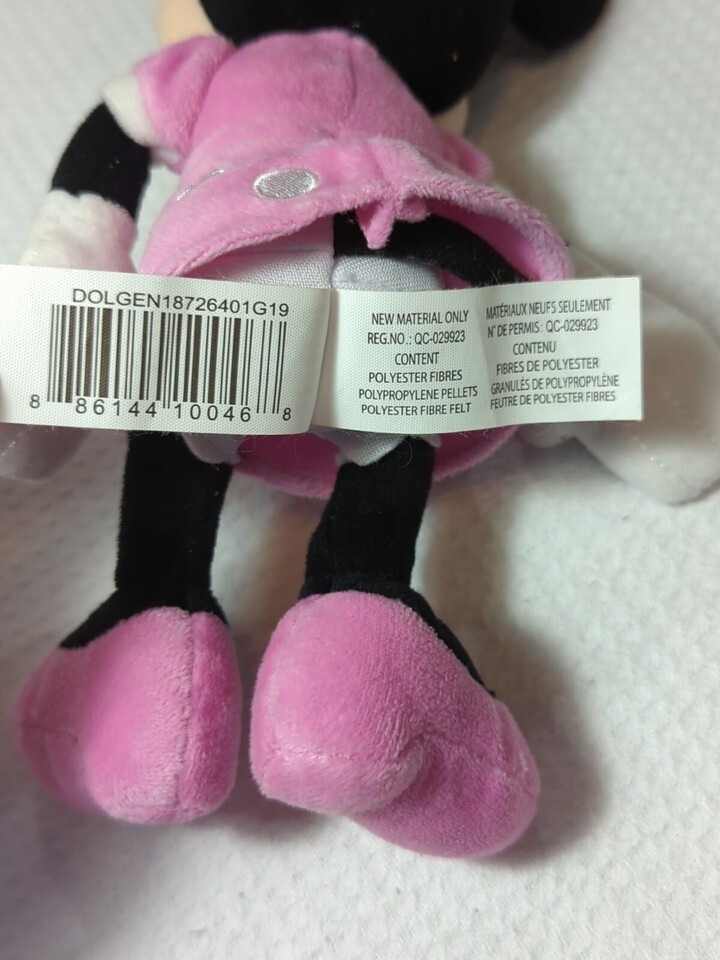 DOLGEN18726401G19
8 86144 10046 8
NEW MATERIAL ONLY
REG.NO.: QC-029923
CONTENT
POLYESTER FIBRES
POLYPROPYLENE PELLETS
POLYESTER FIBRE FELT
MATÉRIAUX NEUFS SEULEMENT
N° DE PERMIS: QC-029923
CONTENU
FIBRES DE POLYESTER
GRANULÉS DE POLYPROPYLÈNE
FEUTRE DE POLYESTER FIBRES